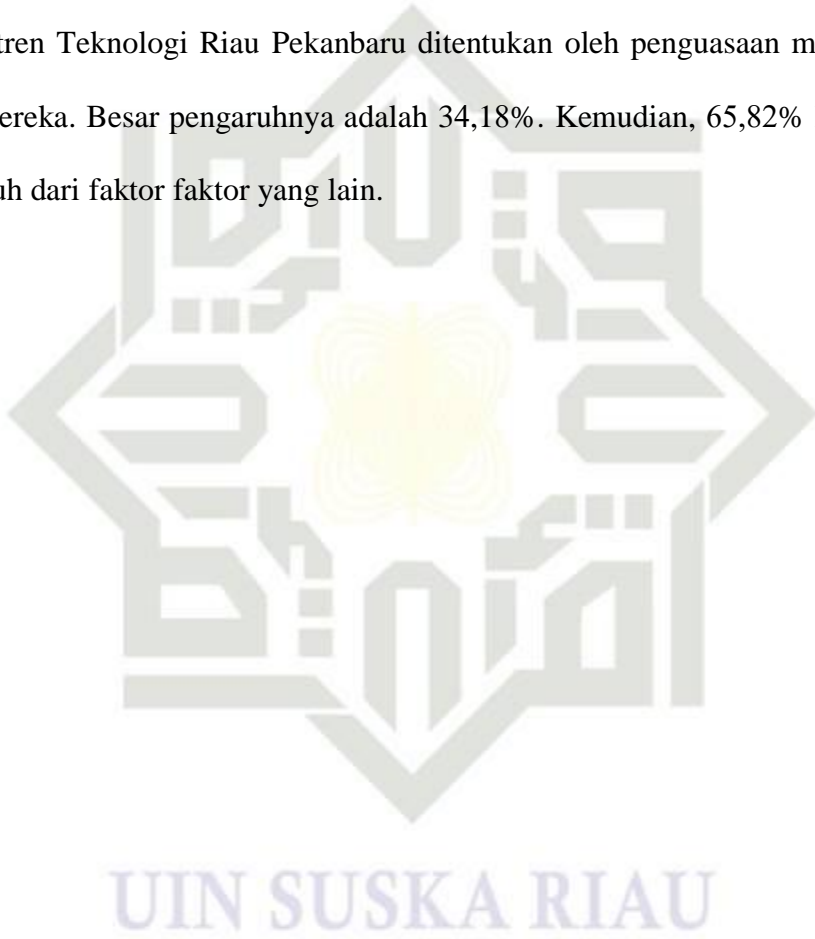 tren Teknologi Riau Pekanbaru ditentukan oleh penguasaan m
ereka. Besar pengaruhnya adalah 34,18%. Kemudian, 65,82%
uh dari faktor faktor yang lain.
UIN SUSKA RIAU